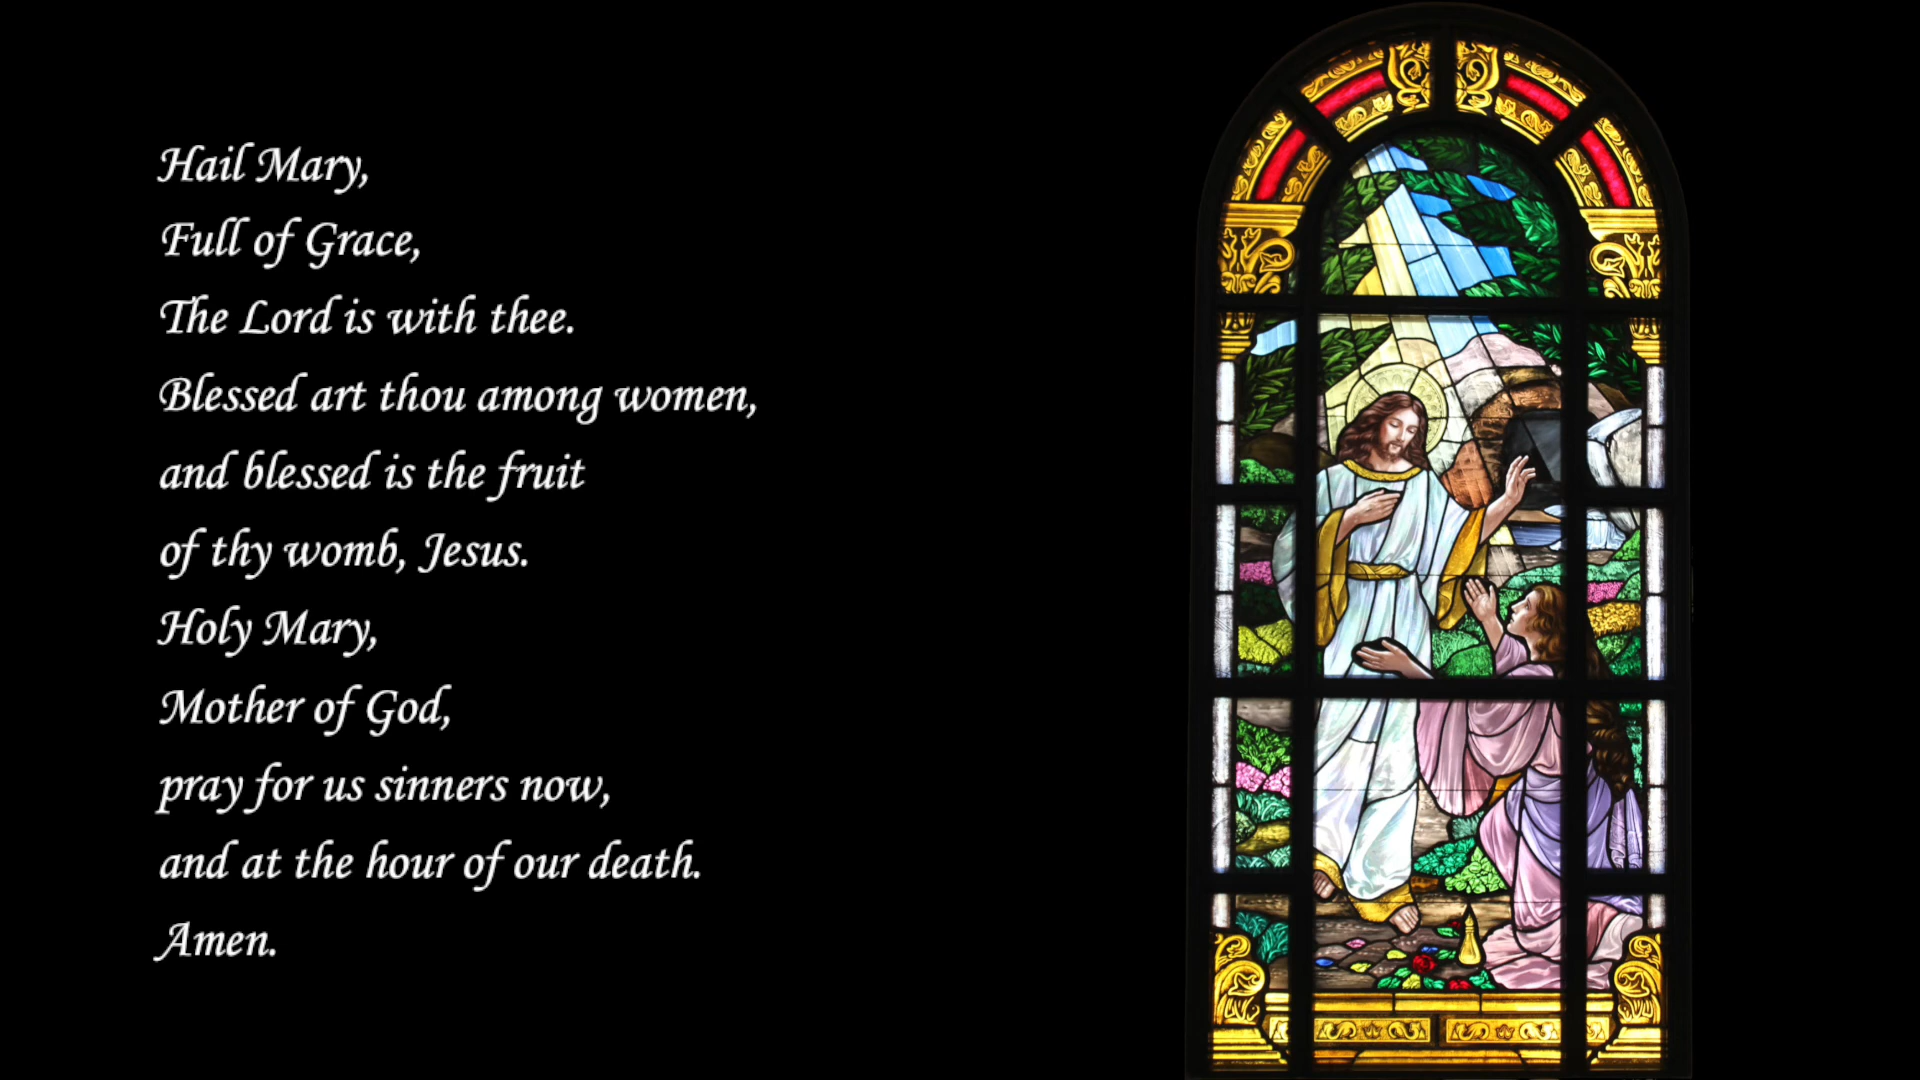 Hail Mary,
Full of Grace,
The Lord is with thee.
Blessed art thou among women,
and blessed is the fruit
of thy womb, Jesus.
Holy Mary,
Mother of God,
pray for us sinners now,
and at the hour of our death.
Amen.